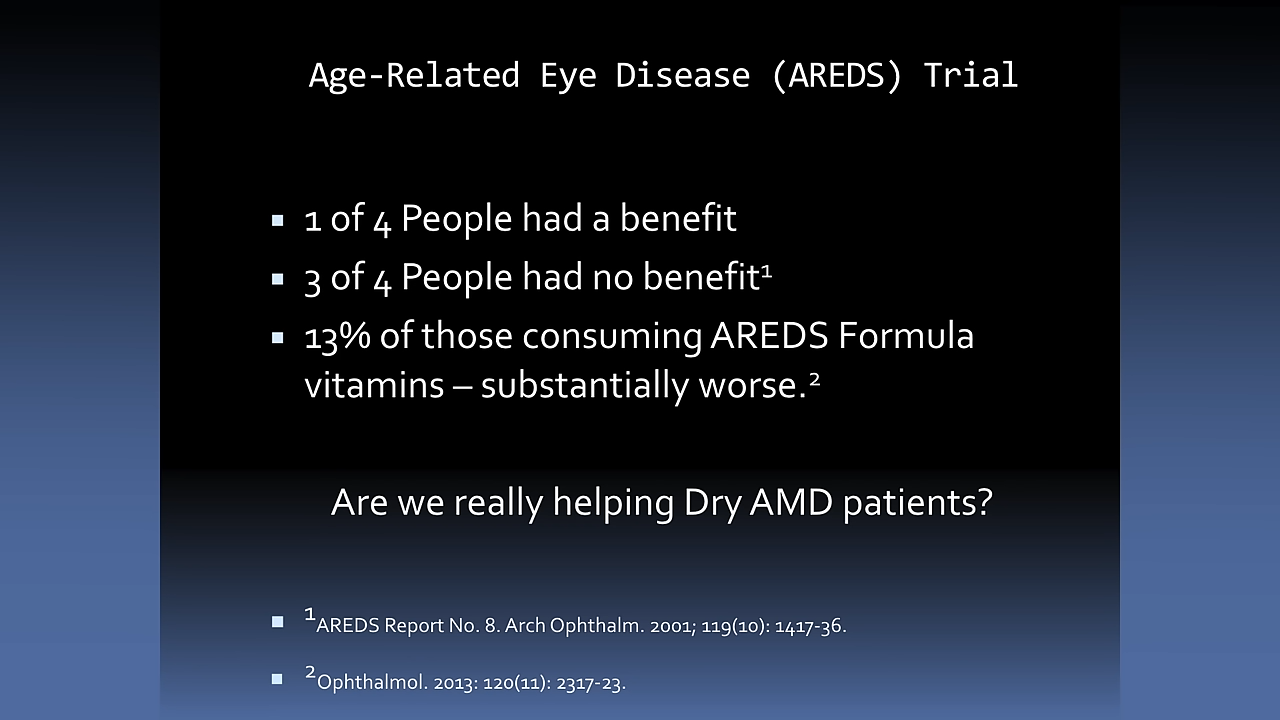 Age-Related Eye Disease (AREDS) Trial
1 of 4 People had a benefit
3 of 4 People had no benefit¹
13% of those consuming AREDS Formula
vitamins – substantially worse.²
Are we really helping Dry AMD patients?
¹AREDS Report No. 8. Arch Ophthalm. 2001; 119(10): 1417-36.
²Ophthalmol. 2013: 120(11): 2317-23.